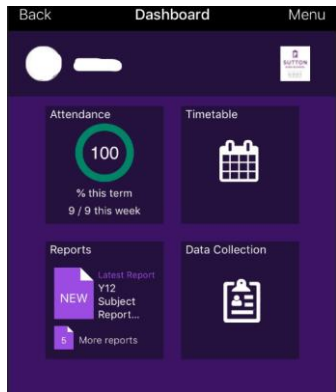 Back Dashboard Menu
SUTTON
Attendance
100
% this term
9 / 9 this week
Timetable
Reports
NEW
Latest Report
Y12
Subject
Report...
5 More reports
Data Collection